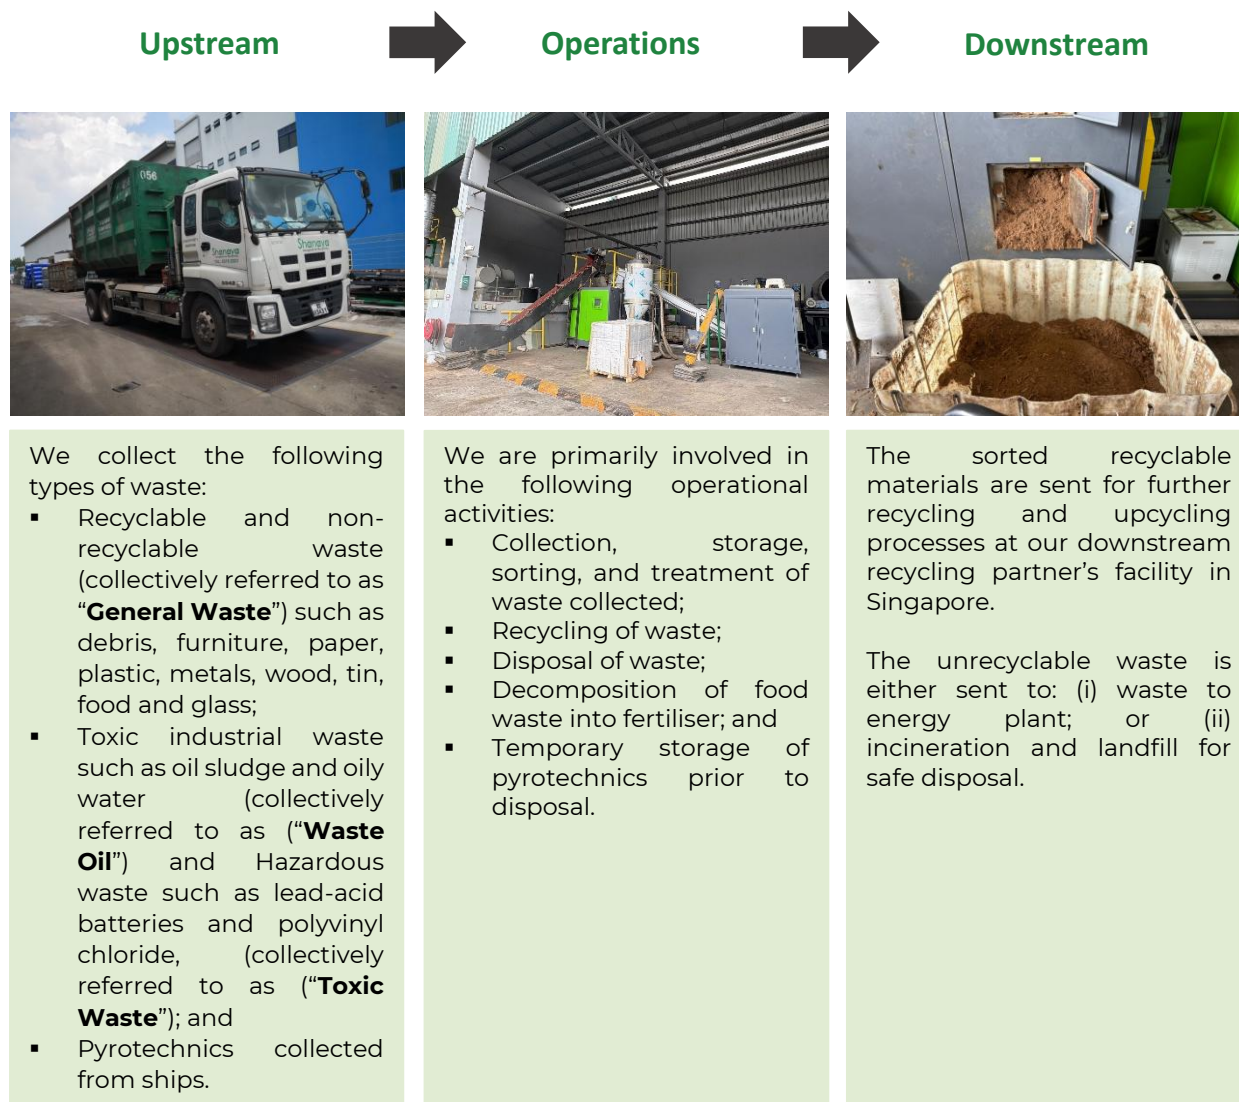 Upstream
Operations
Downstream
056
Shanaya
Shanaya
We collect the following
types of waste:
▪ Recyclable and non-
recyclable waste
(collectively referred to as
“General Waste”) such as
debris, furniture, paper,
plastic, metals, wood, tin,
food and glass;
▪ Toxic industrial waste
such as oil sludge and oily
water (collectively
referred to as (“Waste
Oil”) and Hazardous
waste such as lead-acid
batteries and polyvinyl
chloride, (collectively
referred to as (“Toxic
Waste”); and
▪ Pyrotechnics collected
from ships.
We are primarily involved in
the following operational
activities:
▪ Collection, storage,
sorting, and treatment of
waste collected;
▪ Recycling of waste;
▪ Disposal of waste;
▪ Decomposition of food
waste into fertiliser; and
▪ Temporary storage of
pyrotechnics prior to
disposal.
The sorted recyclable
materials are sent for further
recycling and upcycling
processes at our downstream
recycling partner’s facility in
Singapore.
The unrecyclable waste is
either sent to: (i) waste to
energy plant; or (ii)
incineration and landfill for
safe disposal.